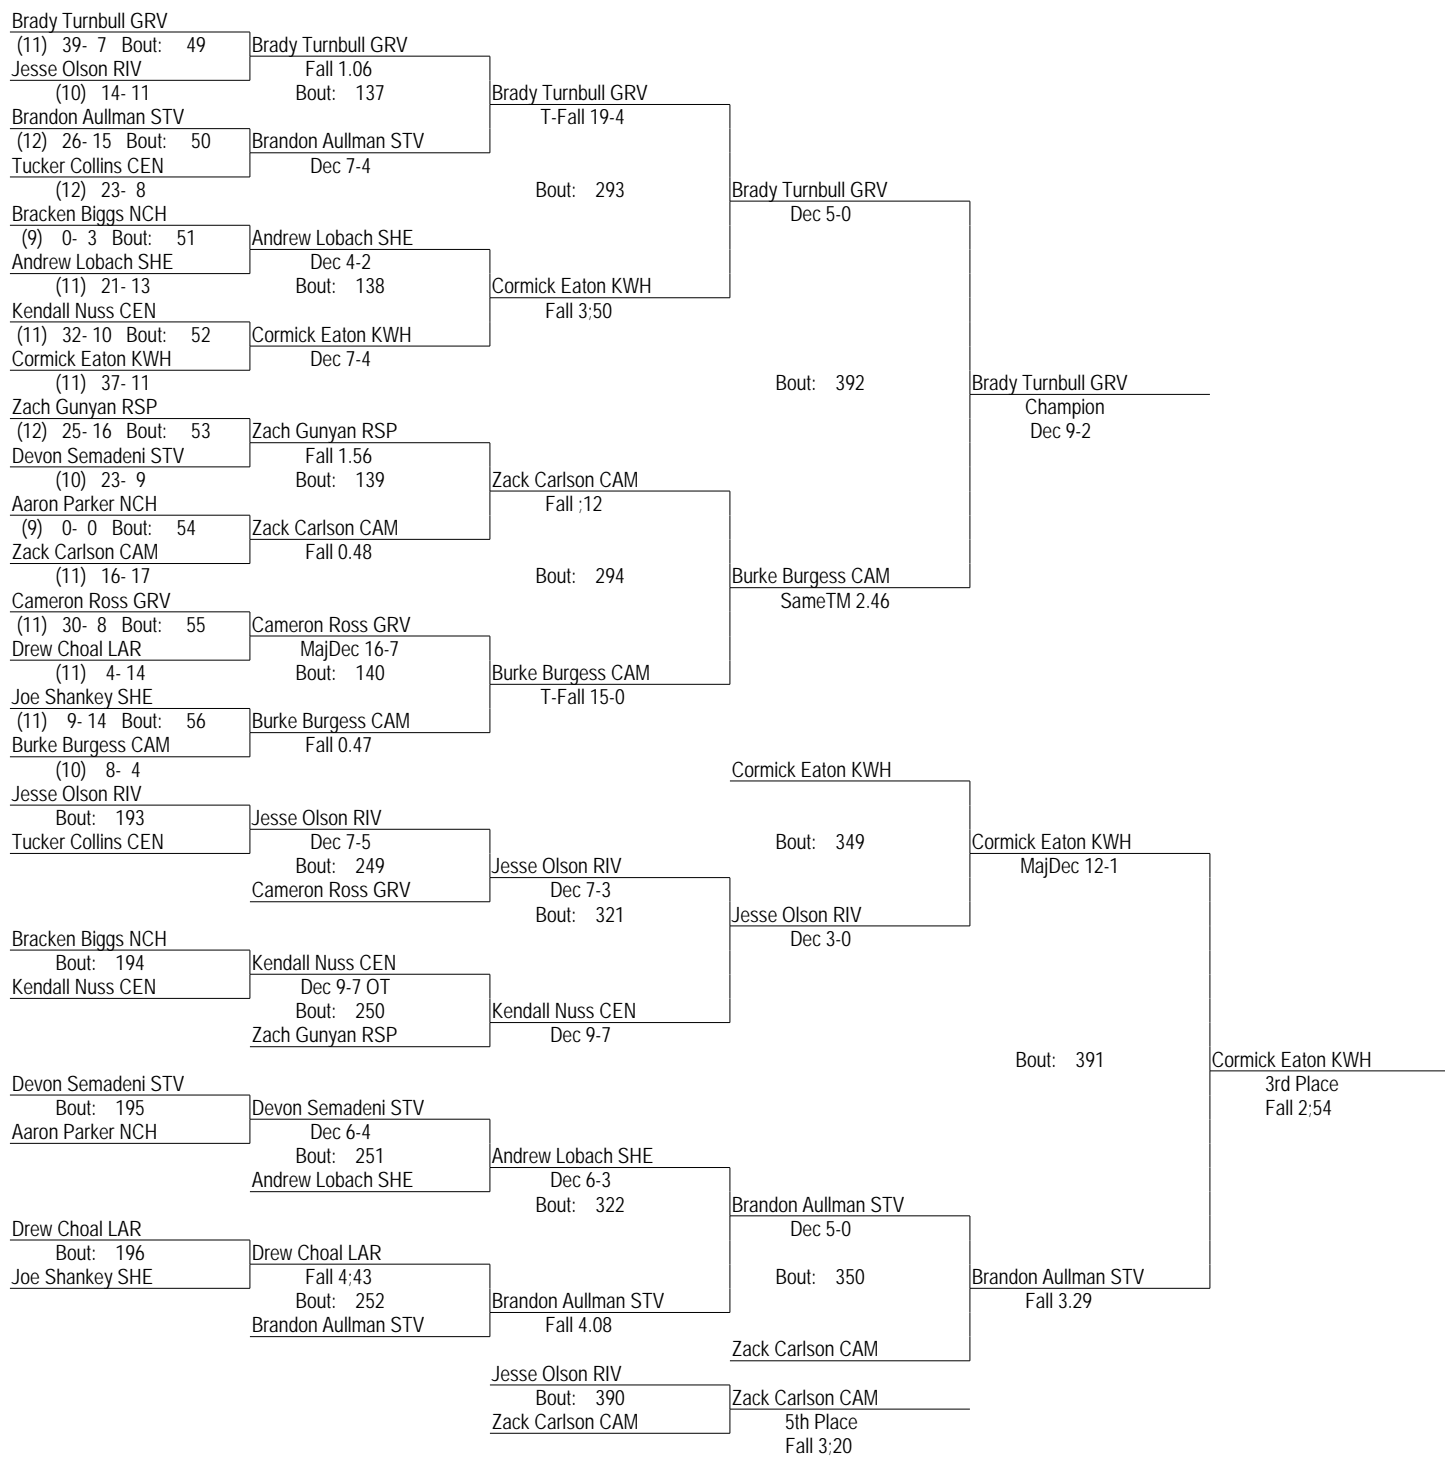 Brady Turnbull GRV
(11) 39- 7 Bout: 49
Brady Turnbull GRV
Jesse Olson RIV
Fall 1.06
(10) 14- 11
Bout: 137
Brady Turnbull GRV
Brandon Aullman STV
T-Fall 19-4
(12) 26- 15 Bout: 50
Brandon Aullman STV
Tucker Collins CEN
Dec 7-4
(12) 23- 8
Bout: 293
Brady Turnbull GRV
Bracken Biggs NCH
Dec 5-0
(9) 0- 3 Bout: 51
Andrew Lobach SHE
Andrew Lobach SHE
Dec 4-2
(11) 21- 13
Bout: 138
Cormick Eaton KWH
Kendall Nuss CEN
Fall 3;50
(11) 32- 10 Bout: 52
Cormick Eaton KWH
Cormick Eaton KWH
Dec 7-4
(11) 37- 11
Bout: 392
Brady Turnbull GRV
Zach Gunyan RSP
Champion
(12) 25- 16 Bout: 53
Zach Gunyan RSP
Dec 9-2
Devon Semadeni STV
Fall 1.56
(10) 23- 9
Bout: 139
Zack Carlson CAM
Aaron Parker NCH
Fall ;12
(9) 0- 0 Bout: 54
Zack Carlson CAM
Zack Carlson CAM
Fall 0.48
(11) 16- 17
Bout: 294
Burke Burgess CAM
Cameron Ross GRV
SameTM 2.46
(11) 30- 8 Bout: 55
Cameron Ross GRV
Drew Choal LAR
MajDec 16-7
(11) 4- 14
Bout: 140
Burke Burgess CAM
Joe Shankey SHE
T-Fall 15-0
(11) 9- 14 Bout: 56
Burke Burgess CAM
Burke Burgess CAM
Fall 0.47
(10) 8- 4
Cormick Eaton KWH
Jesse Olson RIV
Bout: 193
Jesse Olson RIV
Tucker Collins CEN
Dec 7-5
Bout: 349
Cormick Eaton KWH
Bout: 249
Jesse Olson RIV
MajDec 12-1
Cameron Ross GRV
Dec 7-3
Bout: 321
Jesse Olson RIV
Bracken Biggs NCH
Dec 3-0
Bout: 194
Kendall Nuss CEN
Kendall Nuss CEN
Dec 9-7 OT
Bout: 250
Kendall Nuss CEN
Zach Gunyan RSP
Dec 9-7
Bout: 391
Cormick Eaton KWH
Devon Semadeni STV
3rd Place
Bout: 195
Devon Semadeni STV
Fall 2;54
Aaron Parker NCH
Dec 6-4
Bout: 251
Andrew Lobach SHE
Andrew Lobach SHE
Dec 6-3
Bout: 322
Brandon Aullman STV
Drew Choal LAR
Dec 5-0
Bout: 196
Drew Choal LAR
Joe Shankey SHE
Fall 4;43
Bout: 350
Brandon Aullman STV
Bout: 252
Brandon Aullman STV
Fall 3.29
Brandon Aullman STV
Fall 4.08
Zack Carlson CAM
Jesse Olson RIV
Bout: 390
Zack Carlson CAM
Zack Carlson CAM
5th Place
Fall 3;20